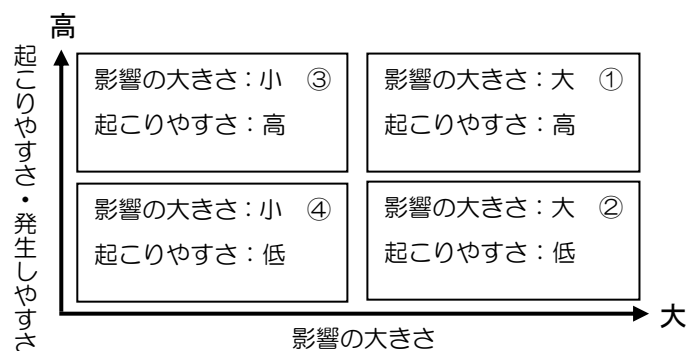 高
起こりやすさ・発生しやすさ
影響の大きさ：小　③
起こりやすさ：高
影響の大きさ：大　①
起こりやすさ：高
影響の大きさ：小　④
起こりやすさ：低
影響の大きさ：大　②
起こりやすさ：低
大
影響の大きさ